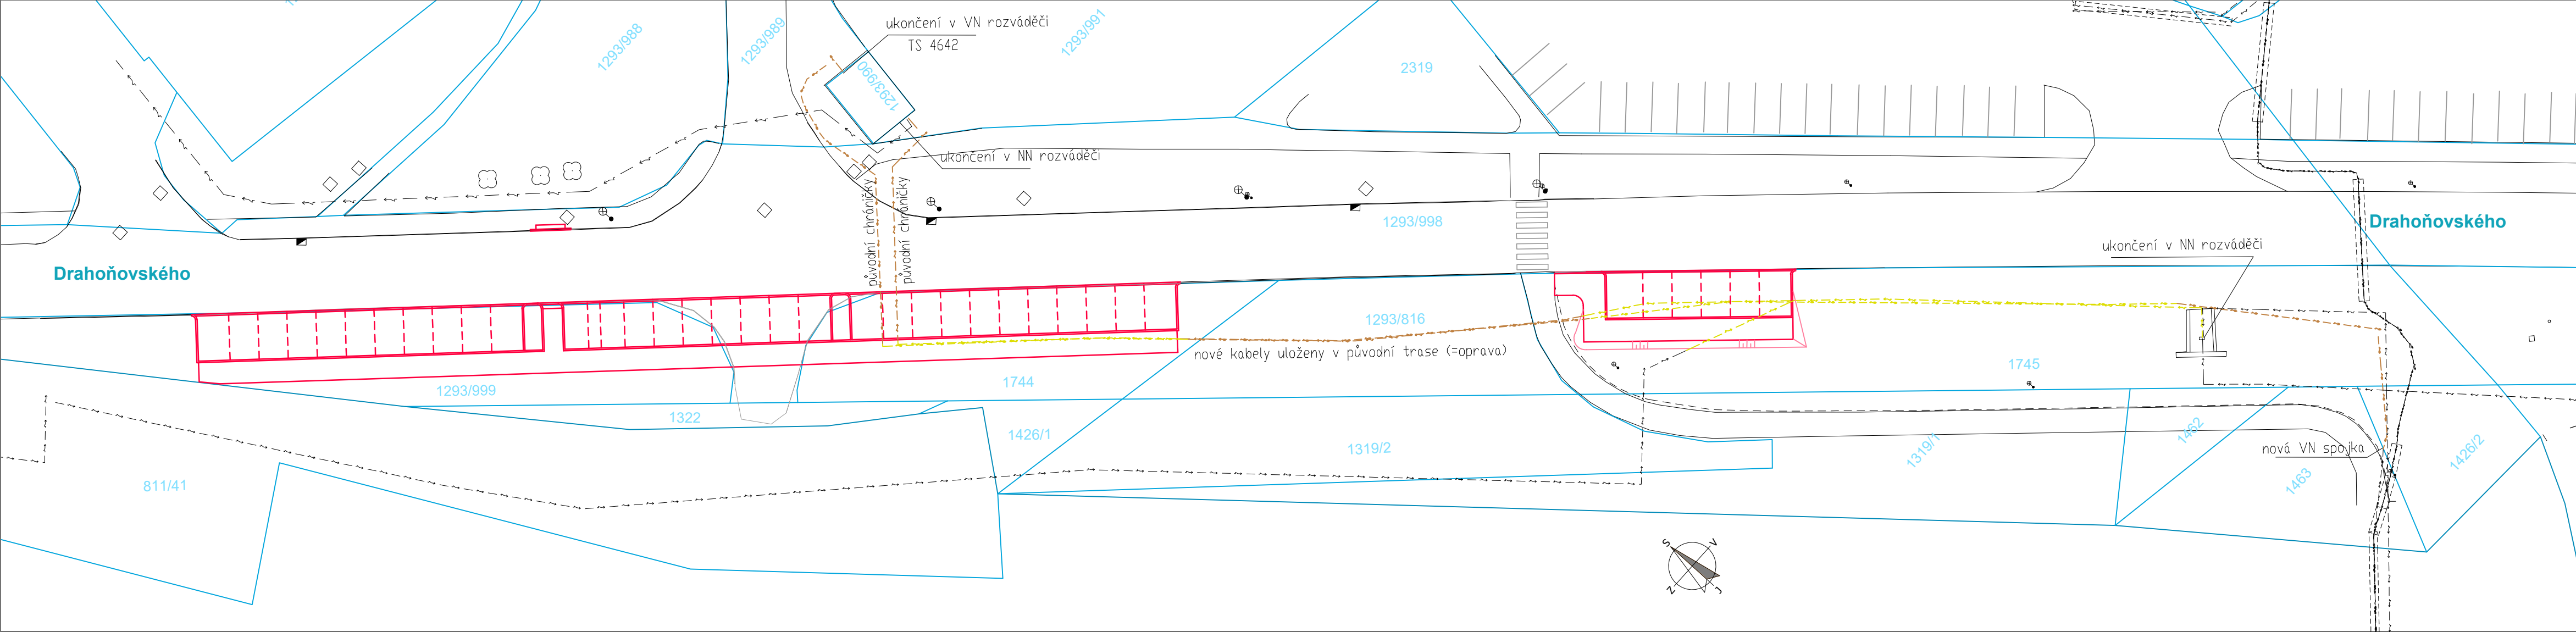 ukončení v VN rozváděči
TS 4642
1293/988
1293/989
1293/991
1293/990
2319
ukončení v NN rozváděči
původní chráničky
původní chráničky
1293/998
Drahoňovského
ukončení v NN rozváděči
Drahoňovského
1293/816
nové kabely uloženy v původní trase (=oprava)
1745
1744
1293/999
1322
1426/1
1319/2
1319/1
1462
nová VN spojka
1463
1426/2
811/41
S
V
Z
J